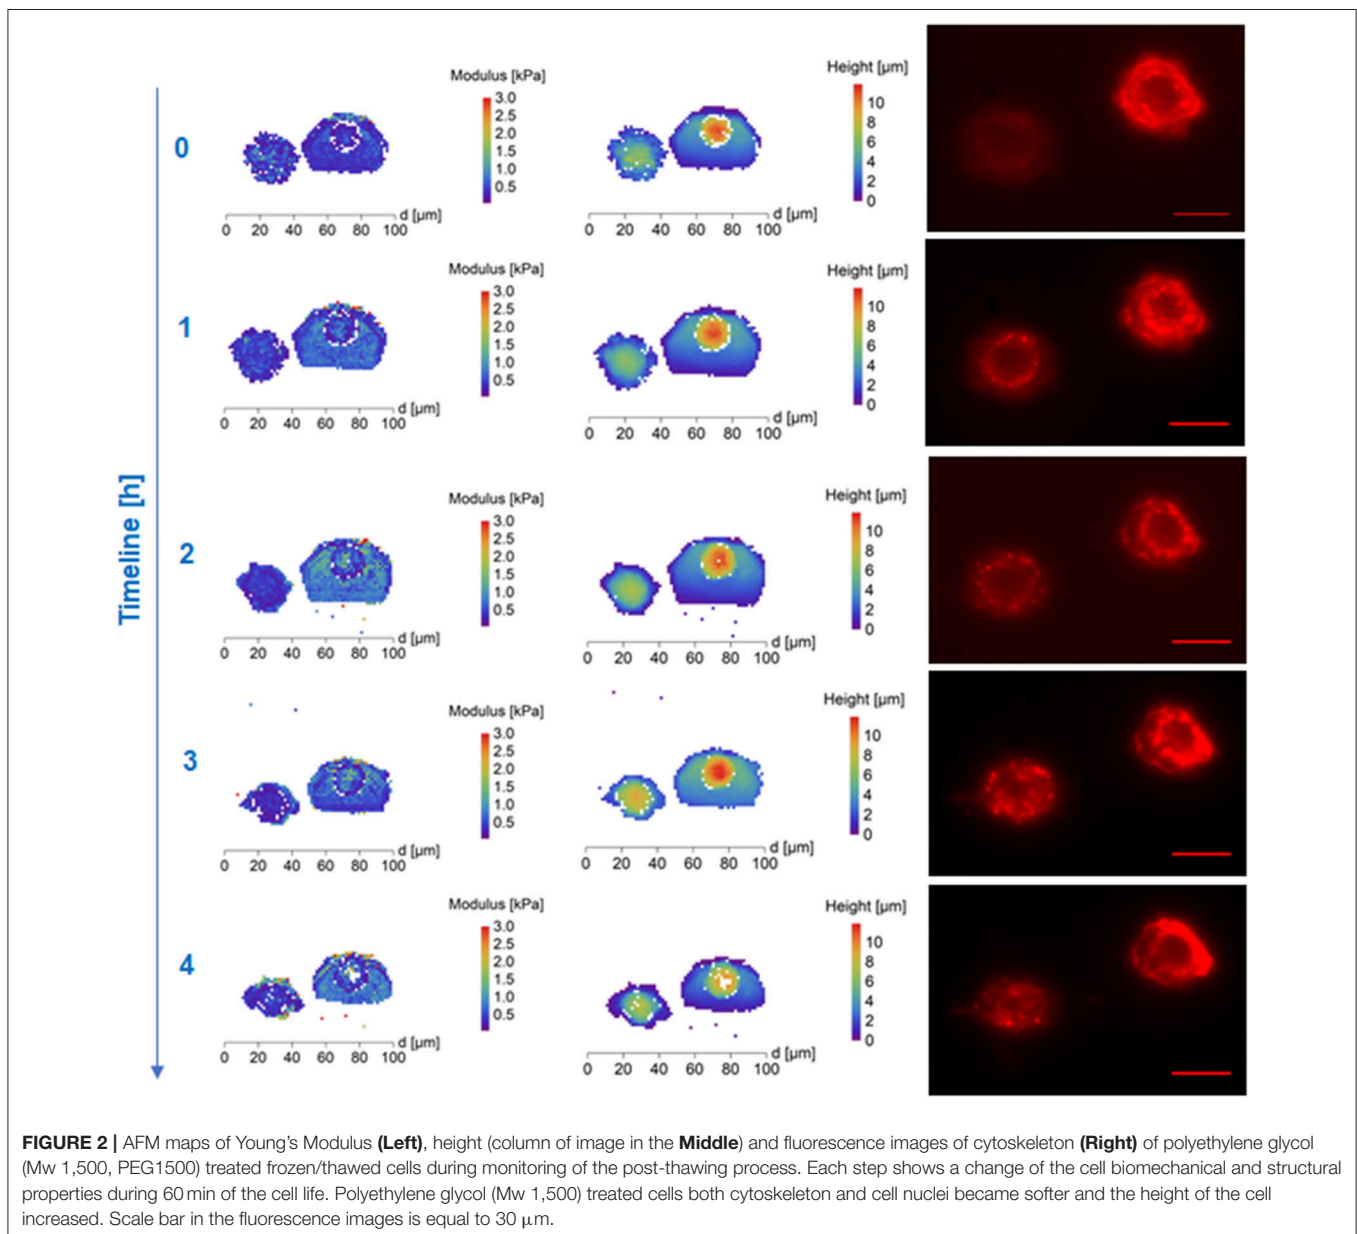 Timeline [h]
0
Modulus [kPa]
3.0
2.5
2.0
1.5
1.0
0.5
d [µm]
0 20 40 60 80 100
Height [µm]
10
8
6
4
2
0
d [µm]
0 20 40 60 80 100
1
Modulus [kPa]
3.0
2.5
2.0
1.5
1.0
0.5
d [µm]
0 20 40 60 80 100
Height [µm]
10
8
6
4
2
0
d [µm]
0 20 40 60 80 100
2
Modulus [kPa]
3.0
2.5
2.0
1.5
1.0
0.5
d [µm]
0 20 40 60 80 100
Height [µm]
10
8
6
4
2
0
d [µm]
0 20 40 60 80 100
3
Modulus [kPa]
3.0
2.5
2.0
1.5
1.0
0.5
d [µm]
0 20 40 60 80 100
Height [µm]
10
8
6
4
2
0
d [µm]
0 20 40 60 80 100
4
Modulus [kPa]
3.0
2.5
2.0
1.5
1.0
0.5
d [µm]
0 20 40 60 80 100
Height [µm]
10
8
6
4
2
0
d [µm]
0 20 40 60 80 100
FIGURE 2 | AFM maps of Young's Modulus (Left), height (column of image in the Middle) and fluorescence images of cytoskeleton (Right) of polyethylene glycol
(Mw 1,500, PEG1500) treated frozen/thawed cells during monitoring of the post-thawing process. Each step shows a change of the cell biomechanical and structural
properties during 60 min of the cell life. Polyethylene glycol (Mw 1,500) treated cells both cytoskeleton and cell nuclei became softer and the height of the cell
increased. Scale bar in the fluorescence images is equal to 30 µm.